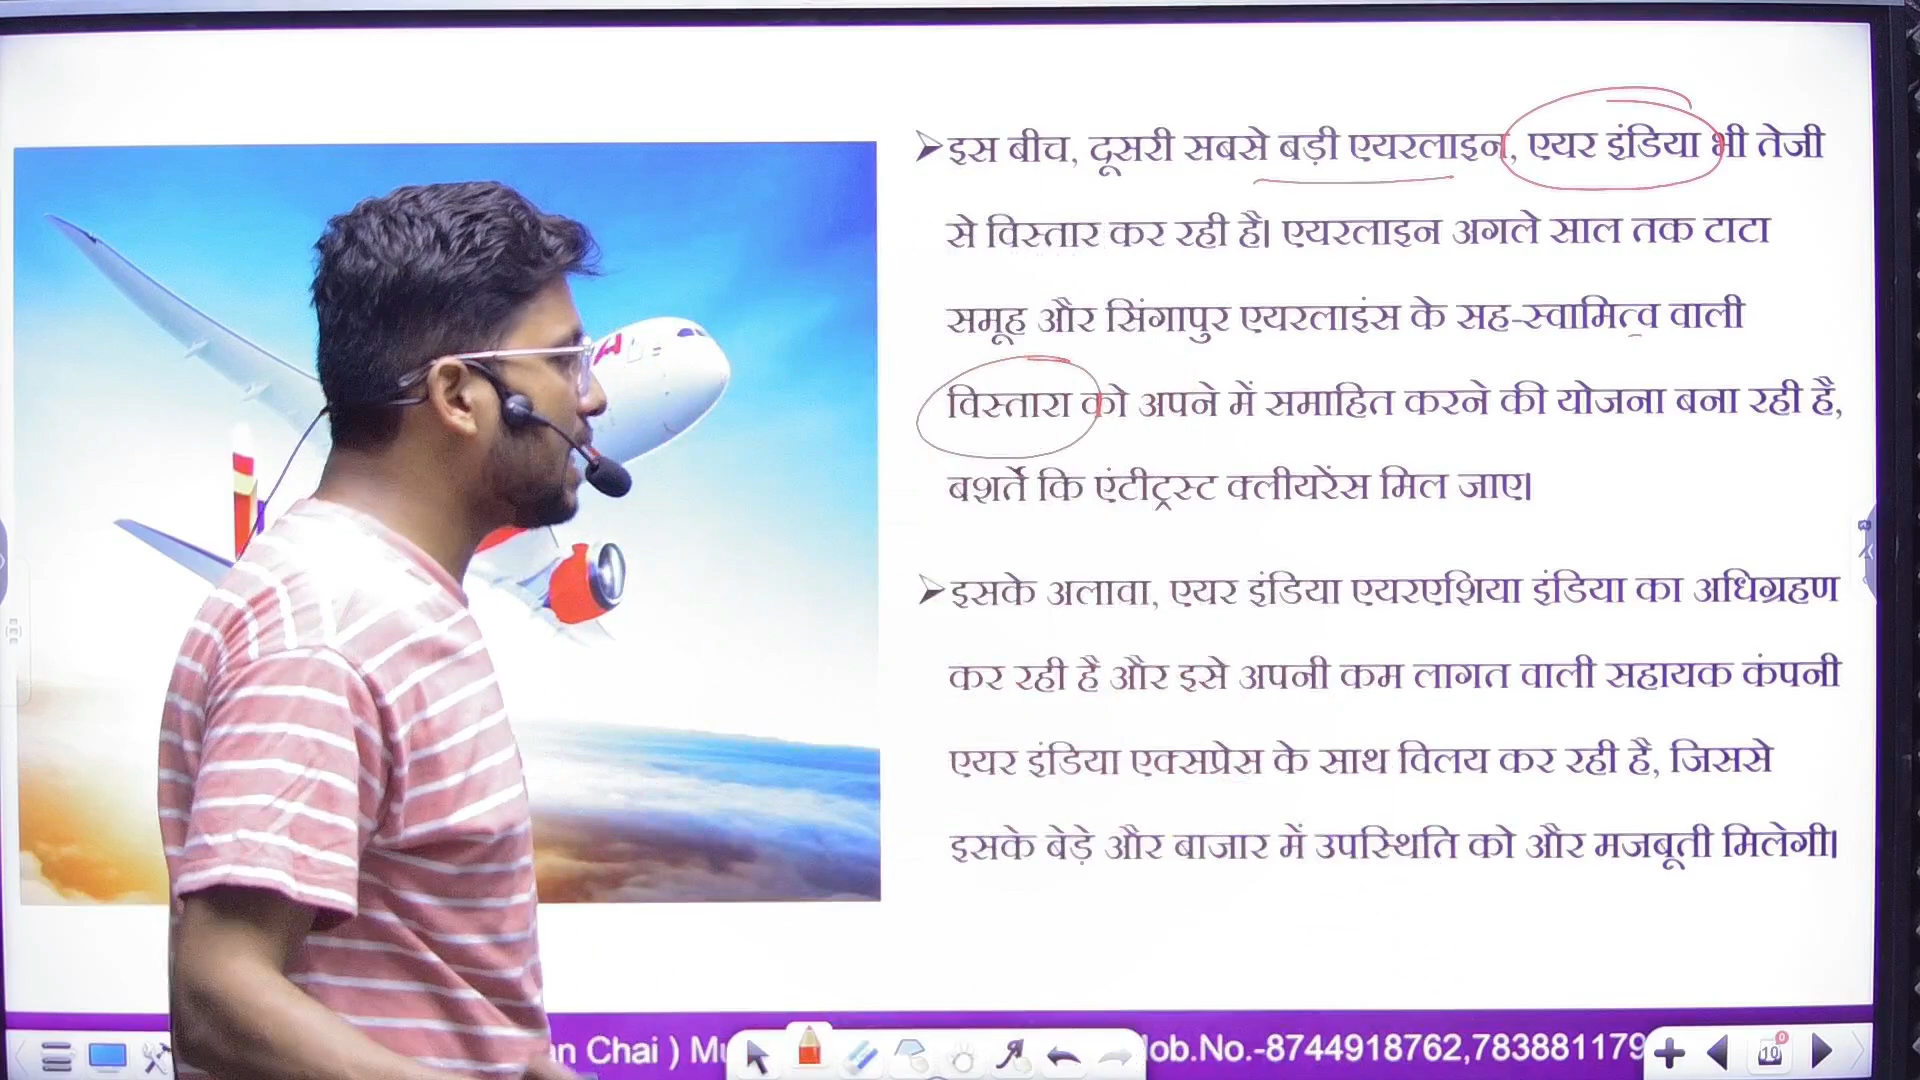 ➤इस बीच, दूसरी सबसे बड़ी एयरलाइन, एयर इंडिया भी तेजी
से विस्तार कर रही है। एयरलाइन अगले साल तक टाटा
समूह और सिंगापुर एयरलाइंस के सह-स्वामित्व वाली
विस्तारा को अपने में समाहित करने की योजना बना रही है,
बशर्ते कि एंटीट्रस्ट क्लीयरेंस मिल जाए।
➤इसके अलावा, एयर इंडिया एयरएशिया इंडिया का अधिग्रहण
कर रही है और इसे अपनी कम लागत वाली सहायक कंपनी
एयर इंडिया एक्सप्रेस के साथ विलय कर रही है, जिससे
इसके बेड़े और बाजार में उपस्थिति को और मजबूती मिलेगी।
Chai ) ob.No.-8744918762,783881179
10
0